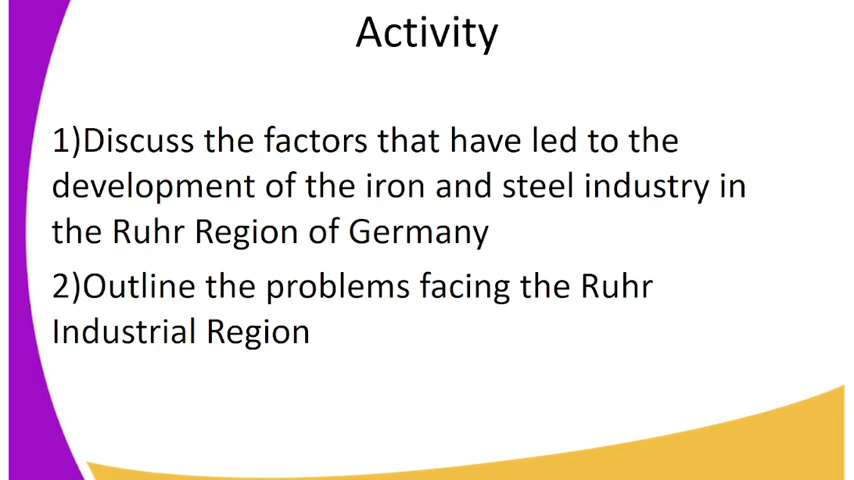 Activity
1)Discuss the factors that have led to the
development of the iron and steel industry in
the Ruhr Region of Germany
2)Outline the problems facing the Ruhr
Industrial Region